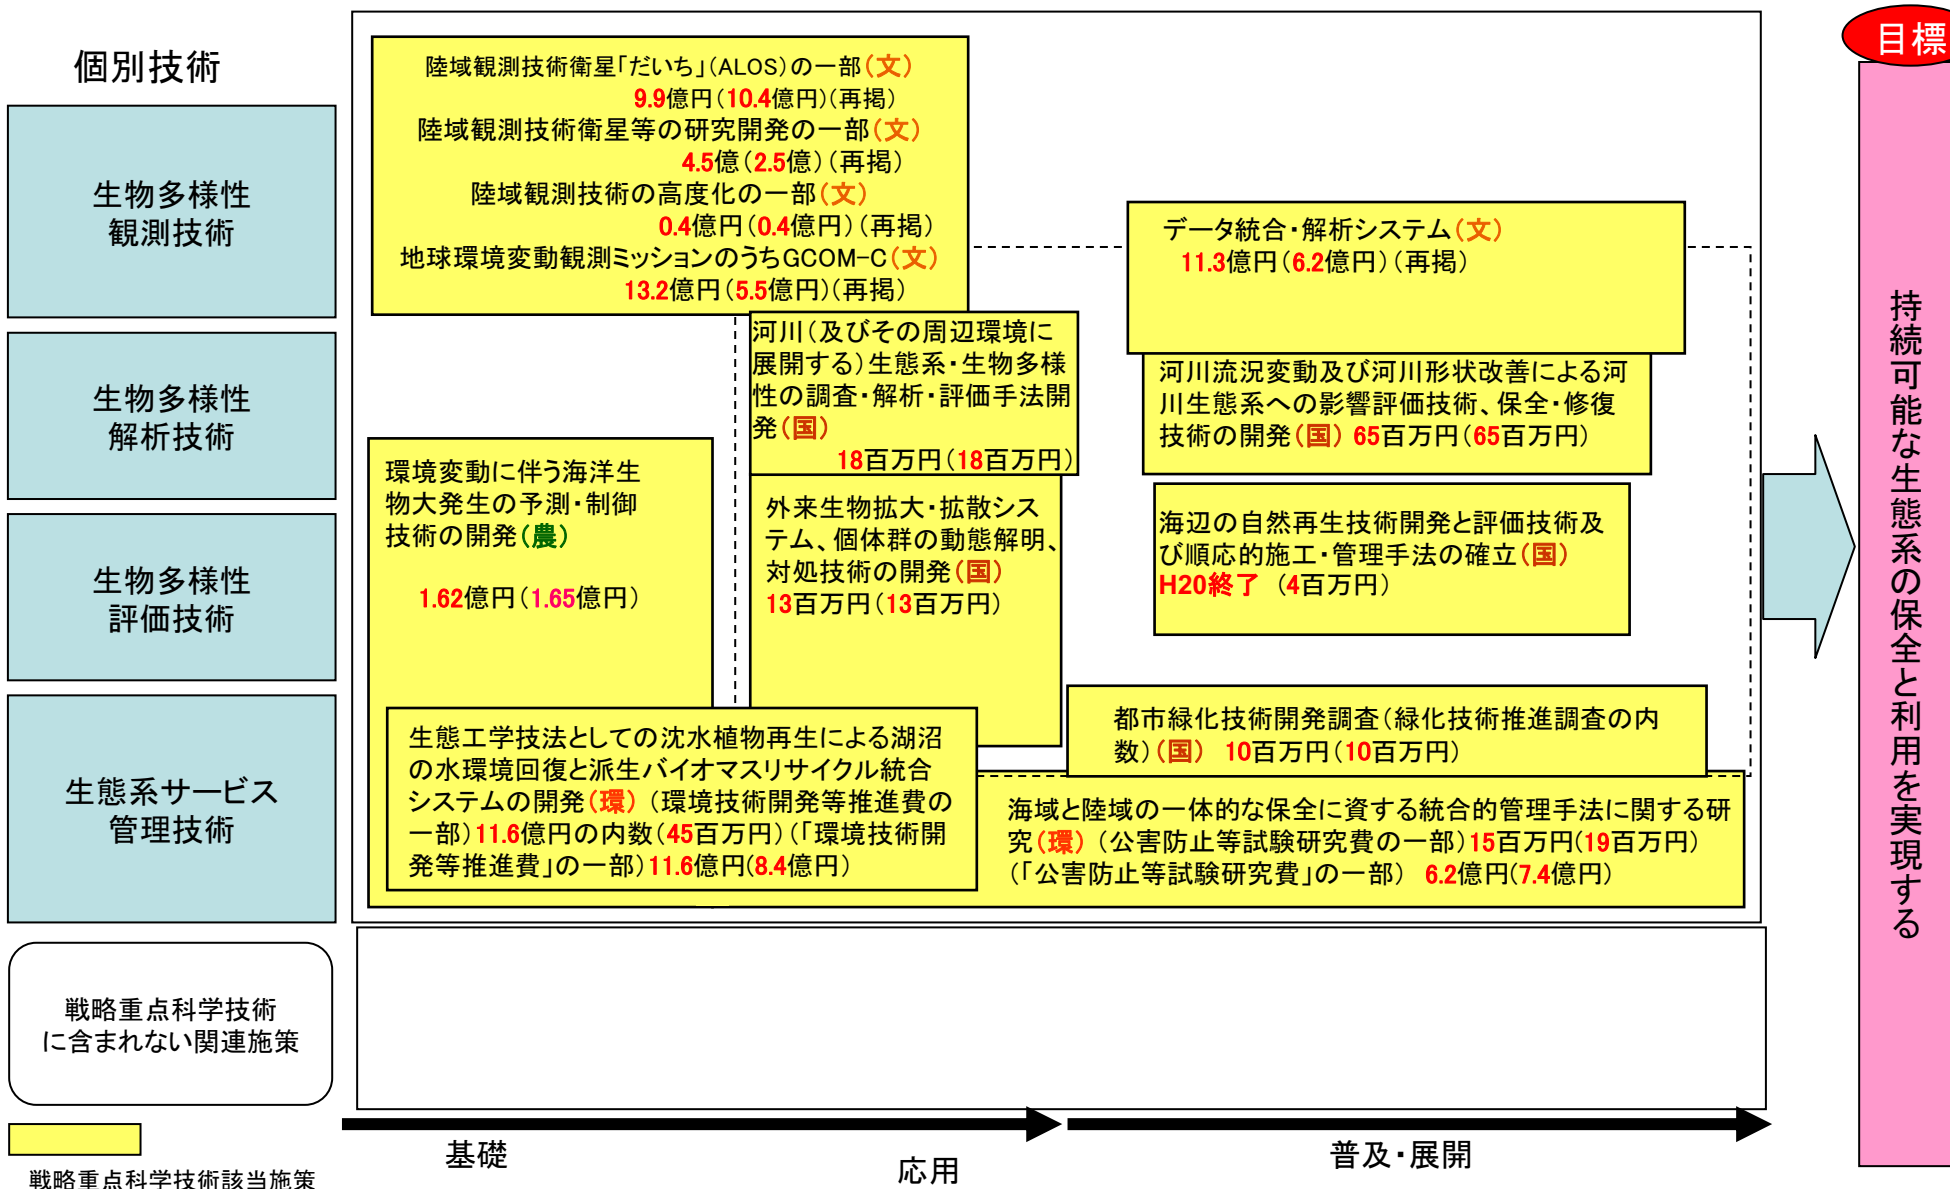 個別技術
目標
生物多様性
観測技術
生物多様性
解析技術
生物多様性
評価技術
生態系サービス
管理技術
戦略重点科学技術
に含まれない関連施策
戦略重点科学技術該当施策
陸域観測技術衛星「だいち」(ALOS)の一部(文)
9.9億円(10.4億円)(再掲)
陸域観測技術衛星等の研究開発の一部(文)
4.5億(2.5億)(再掲)
陸域観測技術の高度化の一部(文)
0.4億円(0.4億円)(再掲)
地球環境変動観測ミッションのうちGCOM-C(文)
13.2億円(5.5億円)(再掲)
データ統合・解析システム(文)
11.3億円(6.2億円)(再掲)
河川(及びその周辺環境に
展開する)生態系・生物多様
性の調査・解析・評価手法開
発(国)
18百万円(18百万円)
河川流況変動及び河川形状改善による河
川生態系への影響評価技術、保全・修復
技術の開発(国) 65百万円(65百万円)
環境変動に伴う海洋生
物大発生の予測・制御
技術の開発(農)
1.62億円(1.65億円)
外来生物拡大・拡散シス
テム、個体群の動態解明、
対処技術の開発(国)
13百万円(13百万円)
海辺の自然再生技術開発と評価技術及
び順応的施工・管理手法の確立(国)
H20終了 (4百万円)
都市緑化技術開発調査(緑化技術推進調査の内
数)(国) 10百万円(10百万円)
生態工学技法としての沈水植物再生による湖沼
の水環境回復と派生バイオマスリサイクル統合
システムの開発(環) (環境技術開発等推進費の
一部)11.6億円の内数(45百万円)(「環境技術開
発等推進費」の一部)11.6億円(8.4億円)
海域と陸域の一体的な保全に資する統合的管理手法に関する研
究(環) (公害防止等試験研究費の一部)15百万円(19百万円)
(「公害防止等試験研究費」の一部) 6.2億円(7.4億円)
持続可能な生態系の保全と利用を実現する
基礎
応用
普及・展開